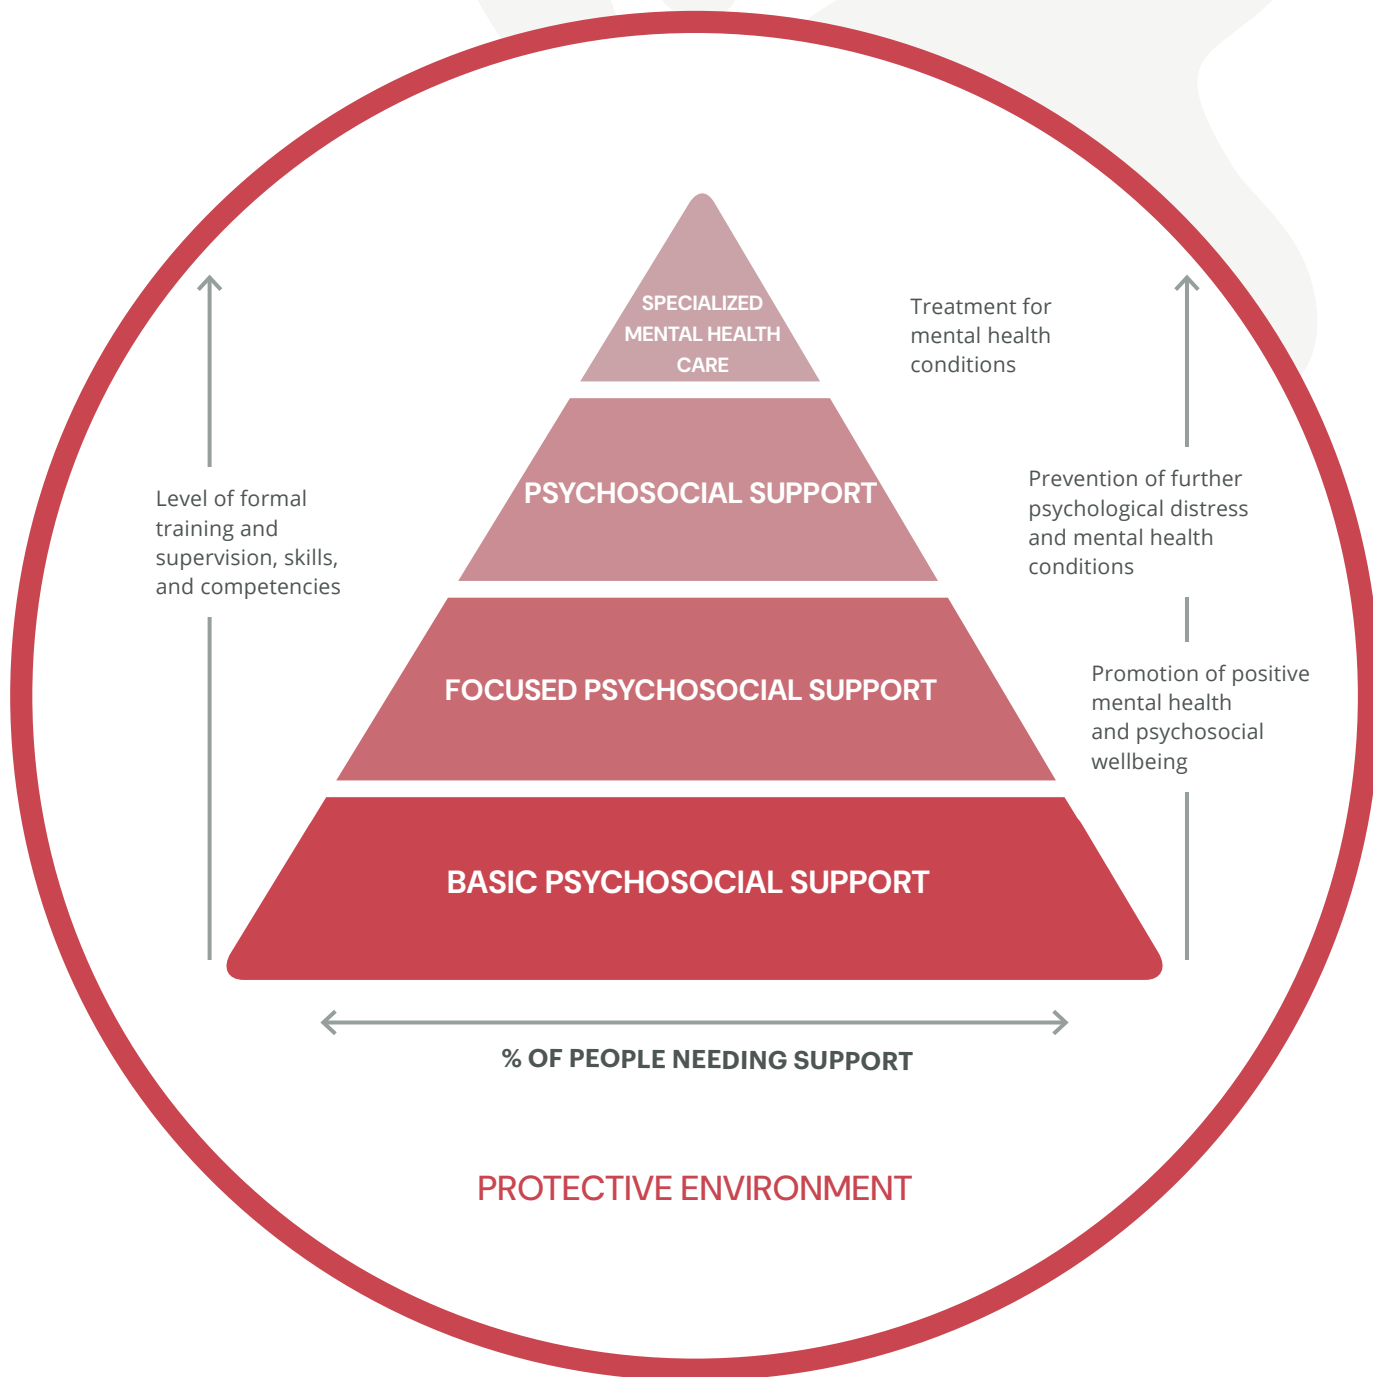 SPECIALIZED
MENTAL HEALTH
CARE
Treatment for
mental health
conditions
PSYCHOSOCIAL SUPPORT
Level of formal
training and
supervision, skills,
and competencies
Prevention of further
psychological distress
and mental health
conditions
FOCUSED PSYCHOSOCIAL SUPPORT
Promotion of positive
mental health
and psychosocial
wellbeing
BASIC PSYCHOSOCIAL SUPPORT
% OF PEOPLE NEEDING SUPPORT
PROTECTIVE ENVIRONMENT